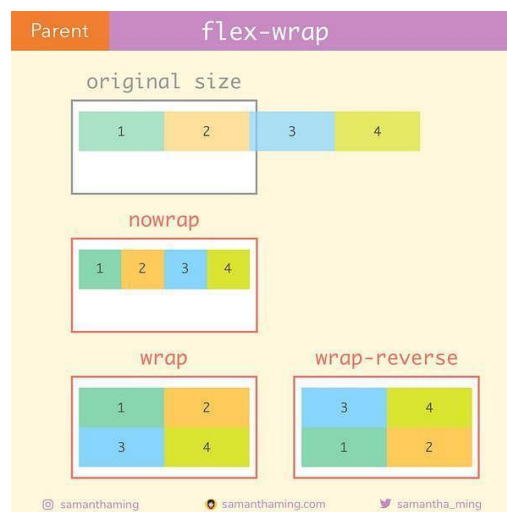 Parent flex-wrap
original size
1 2 3 4
nowrap
1 2 3 4
wrap
1 2
3 4
wrap-reverse
3 4
1 2
samanthaming samanthaming.com samantha_ming